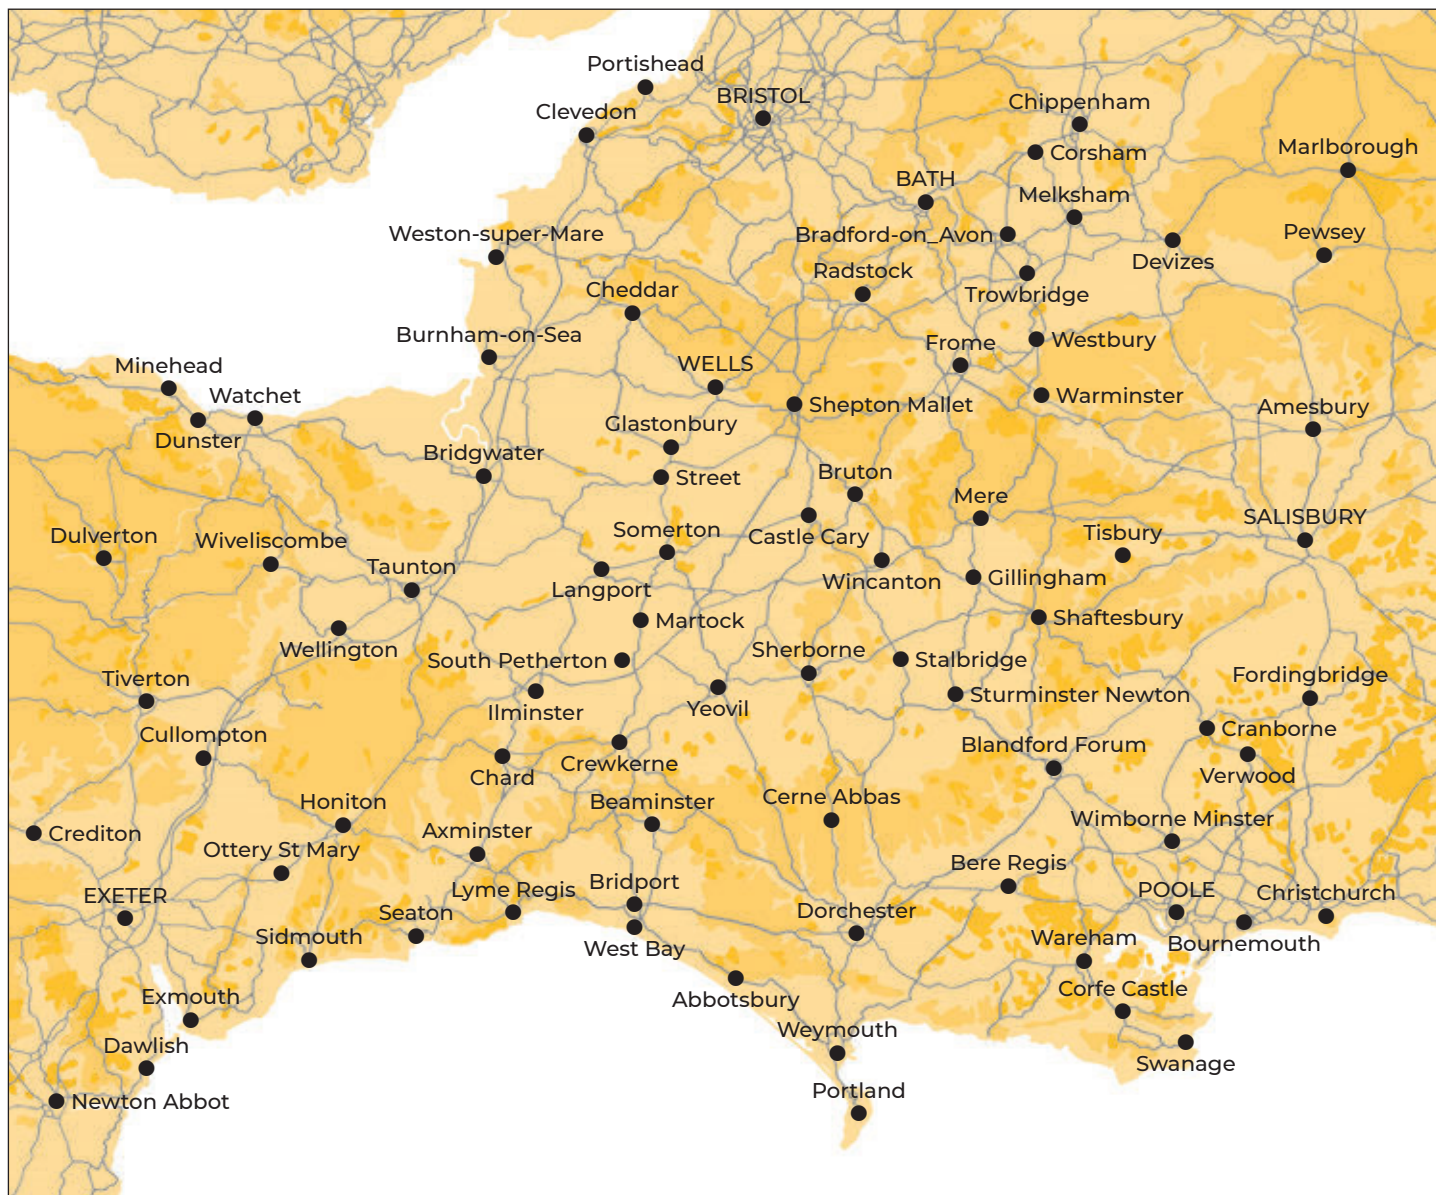 Portishead
BRISTOL
Clevedon
Chippenham
Corsham
Marlborough
BATH
Melksham
Weston-super-Mare
Bradford-on_Avon
Pewsey
Devizes
Radstock
Cheddar
Trowbridge
Burnham-on-Sea
Frome
Westbury
Minehead
WELLS
Watchet
Shepton Mallet
Warminster
Amesbury
Dunster
Glastonbury
Bridgwater
Street
Bruton
Mere
SALISBURY
Dulverton
Wiveliscombe
Somerton
Castle Cary
Tisbury
Taunton
Langport
Wincanton
Gillingham
Martock
Shaftesbury
Wellington
South Petherton
Sherborne
Stalbridge
Tiverton
Fordingbridge
Ilminster
Yeovil
Sturminster Newton
Cullompton
Cranborne
Chard
Crewkerne
Blandford Forum
Verwood
Honiton
Beaminster
Cerne Abbas
Crediton
Axminster
Wimborne Minster
Ottery St Mary
Bere Regis
EXETER
Lyme Regis
Bridport
POOLE
Christchurch
Seaton
Dorchester
Sidmouth
West Bay
Wareham
Bournemouth
Exmouth
Abbotsbury
Corfe Castle
Weymouth
Dawlish
Swanage
Portland
Newton Abbot